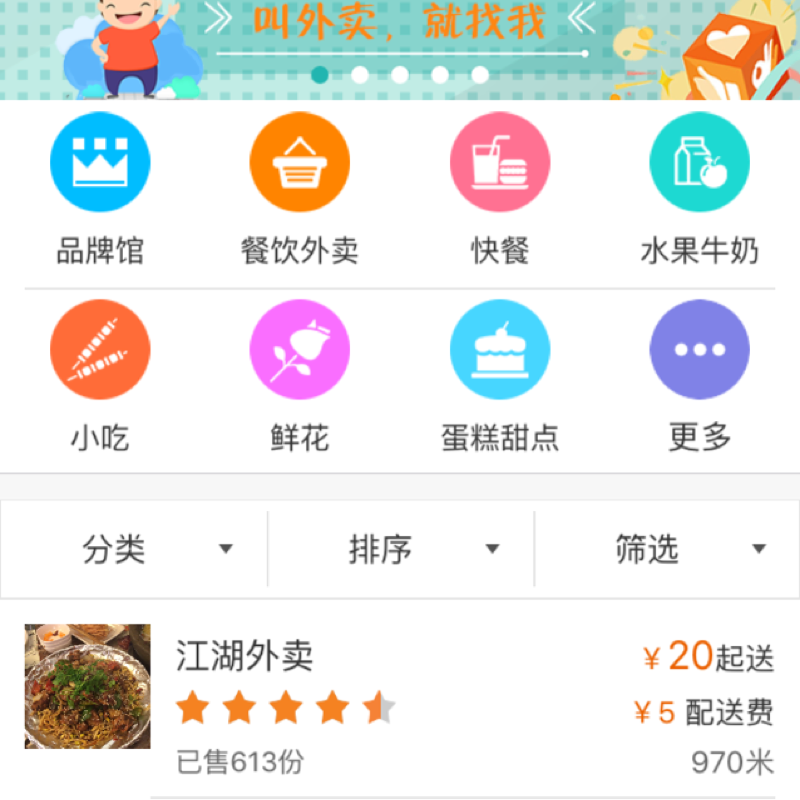 叫外卖，就找我
品牌馆
餐饮外卖
快餐
水果牛奶
小吃
鲜花
蛋糕甜点
更多
分类
排序
筛选
江湖外卖
¥20起送
¥5 配送费
已售613份
970米